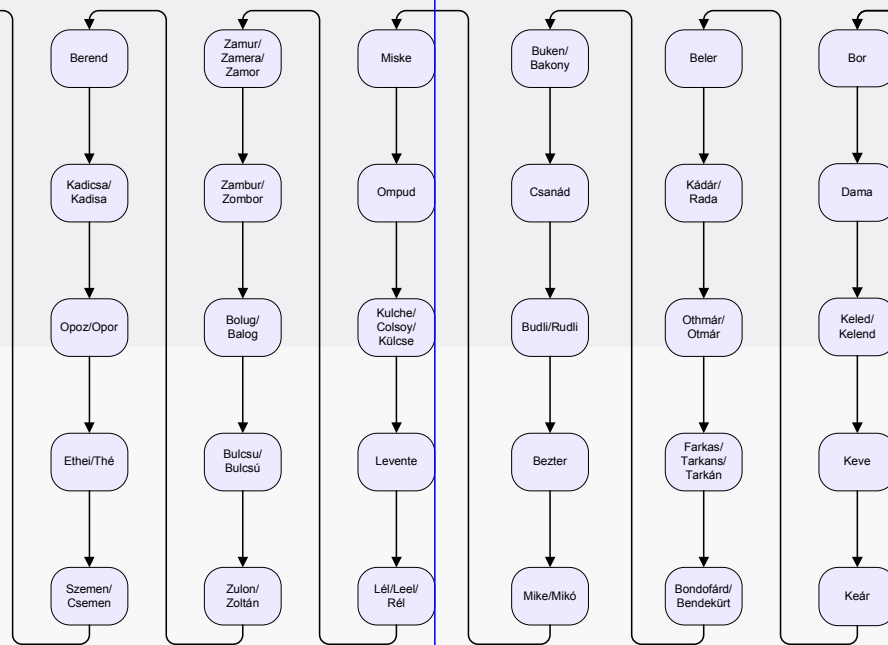 Berend
Kadicsa/
Kadisa
Opoz/Opor
Ethei/Thé
Szemen/
Csemen
Zamur/
Zamera/
Zamor
Zambur/
Zombor
Bolug/
Balog
Bulcsu/
Bulcsú
Zulon/
Zoltán
Miske
Ompud
Kulche/
Colsoy/
Külcse
Levente
Lél/Leel/
Rél
Buken/
Bakony
Csanád
Budli/Rudli
Bezter
Mike/Mikó
Beler
Kádár/
Rada
Othmár/
Otmár
Farkas/
Tarkans/
Tarkán
Bondofárd/
Bendekürt
Bor
Dama
Keled/
Kelend
Keve
Keár